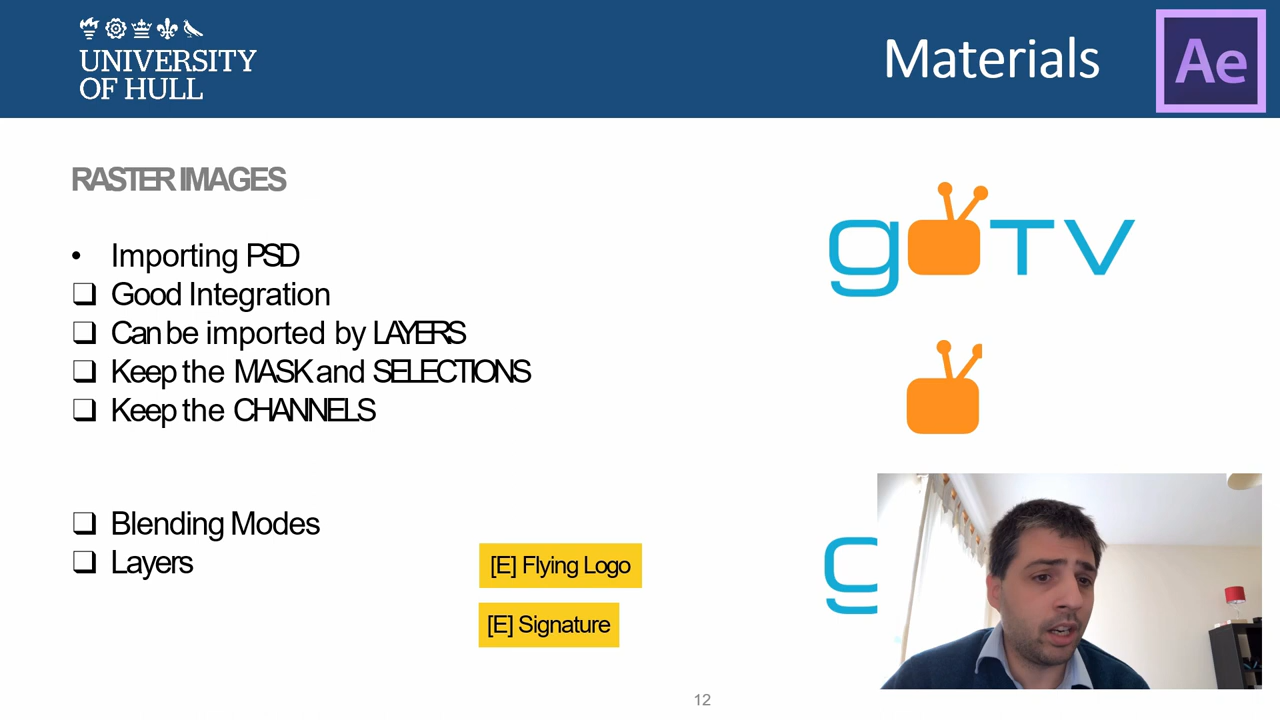 UNIVERSITY
OF HULL
Materials
Ae
RASTER IMAGES
• Importing PSD
❑ Good Integration
❑ Can be imported by LAYERS
❑ Keep the MASK and SELECTIONS
❑ Keep the CHANNELS
❑ Blending Modes
❑ Layers
[E] Flying Logo
[E] Signature
goTV
g
12